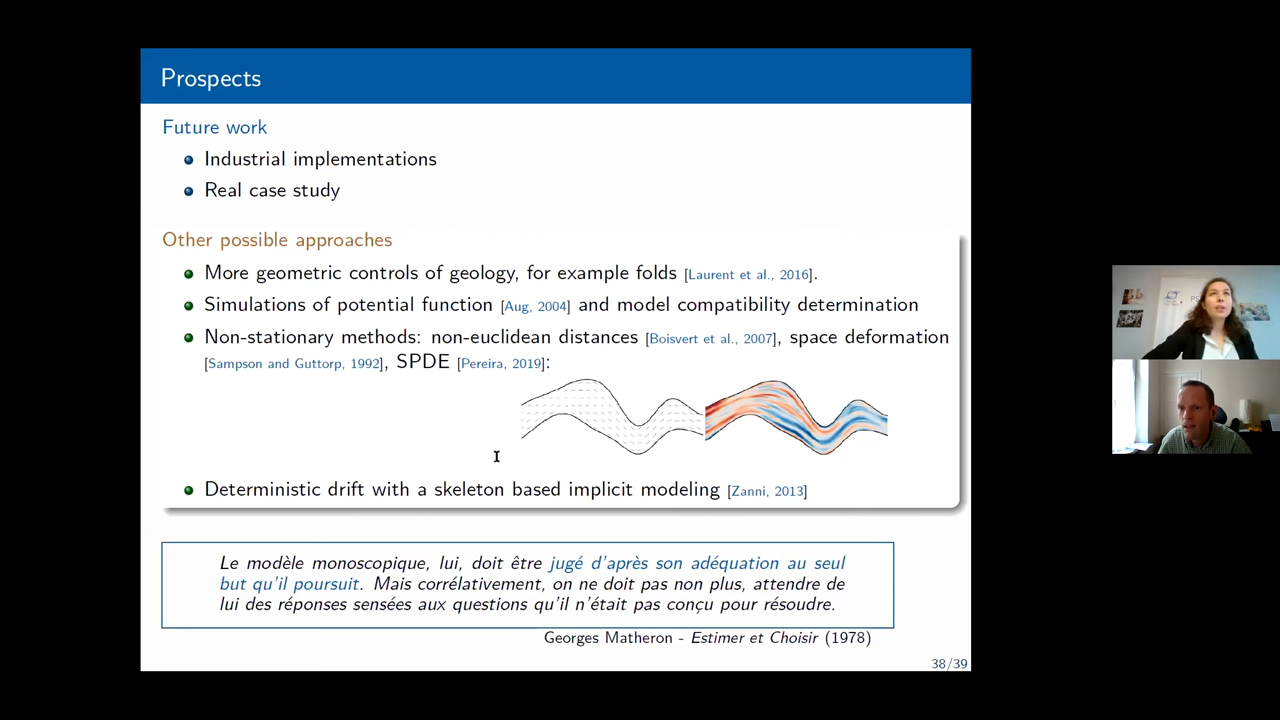 Prospects
Future work
Industrial implementations
Real case study
Other possible approaches
More geometric controls of geology, for example folds [Laurent et al., 2016].
Simulations of potential function [Aug, 2004] and model compatibility determination
Non-stationary methods: non-euclidean distances [Boisvert et al., 2007], space deformation
[Sampson and Guttorp, 1992], SPDE [Pereira, 2019]:
Deterministic drift with a skeleton based implicit modeling [Zanni, 2013]
Le modèle monoscopique, lui, doit être jugé d'après son adéquation au seul
but qu'il poursuit. Mais corrélativement, on ne doit pas non plus, attendre de
lui des réponses sensées aux questions qu'il n'était pas conçu pour résoudre.
Georges Matheron - Estimer et Choisir (1978)
38/39